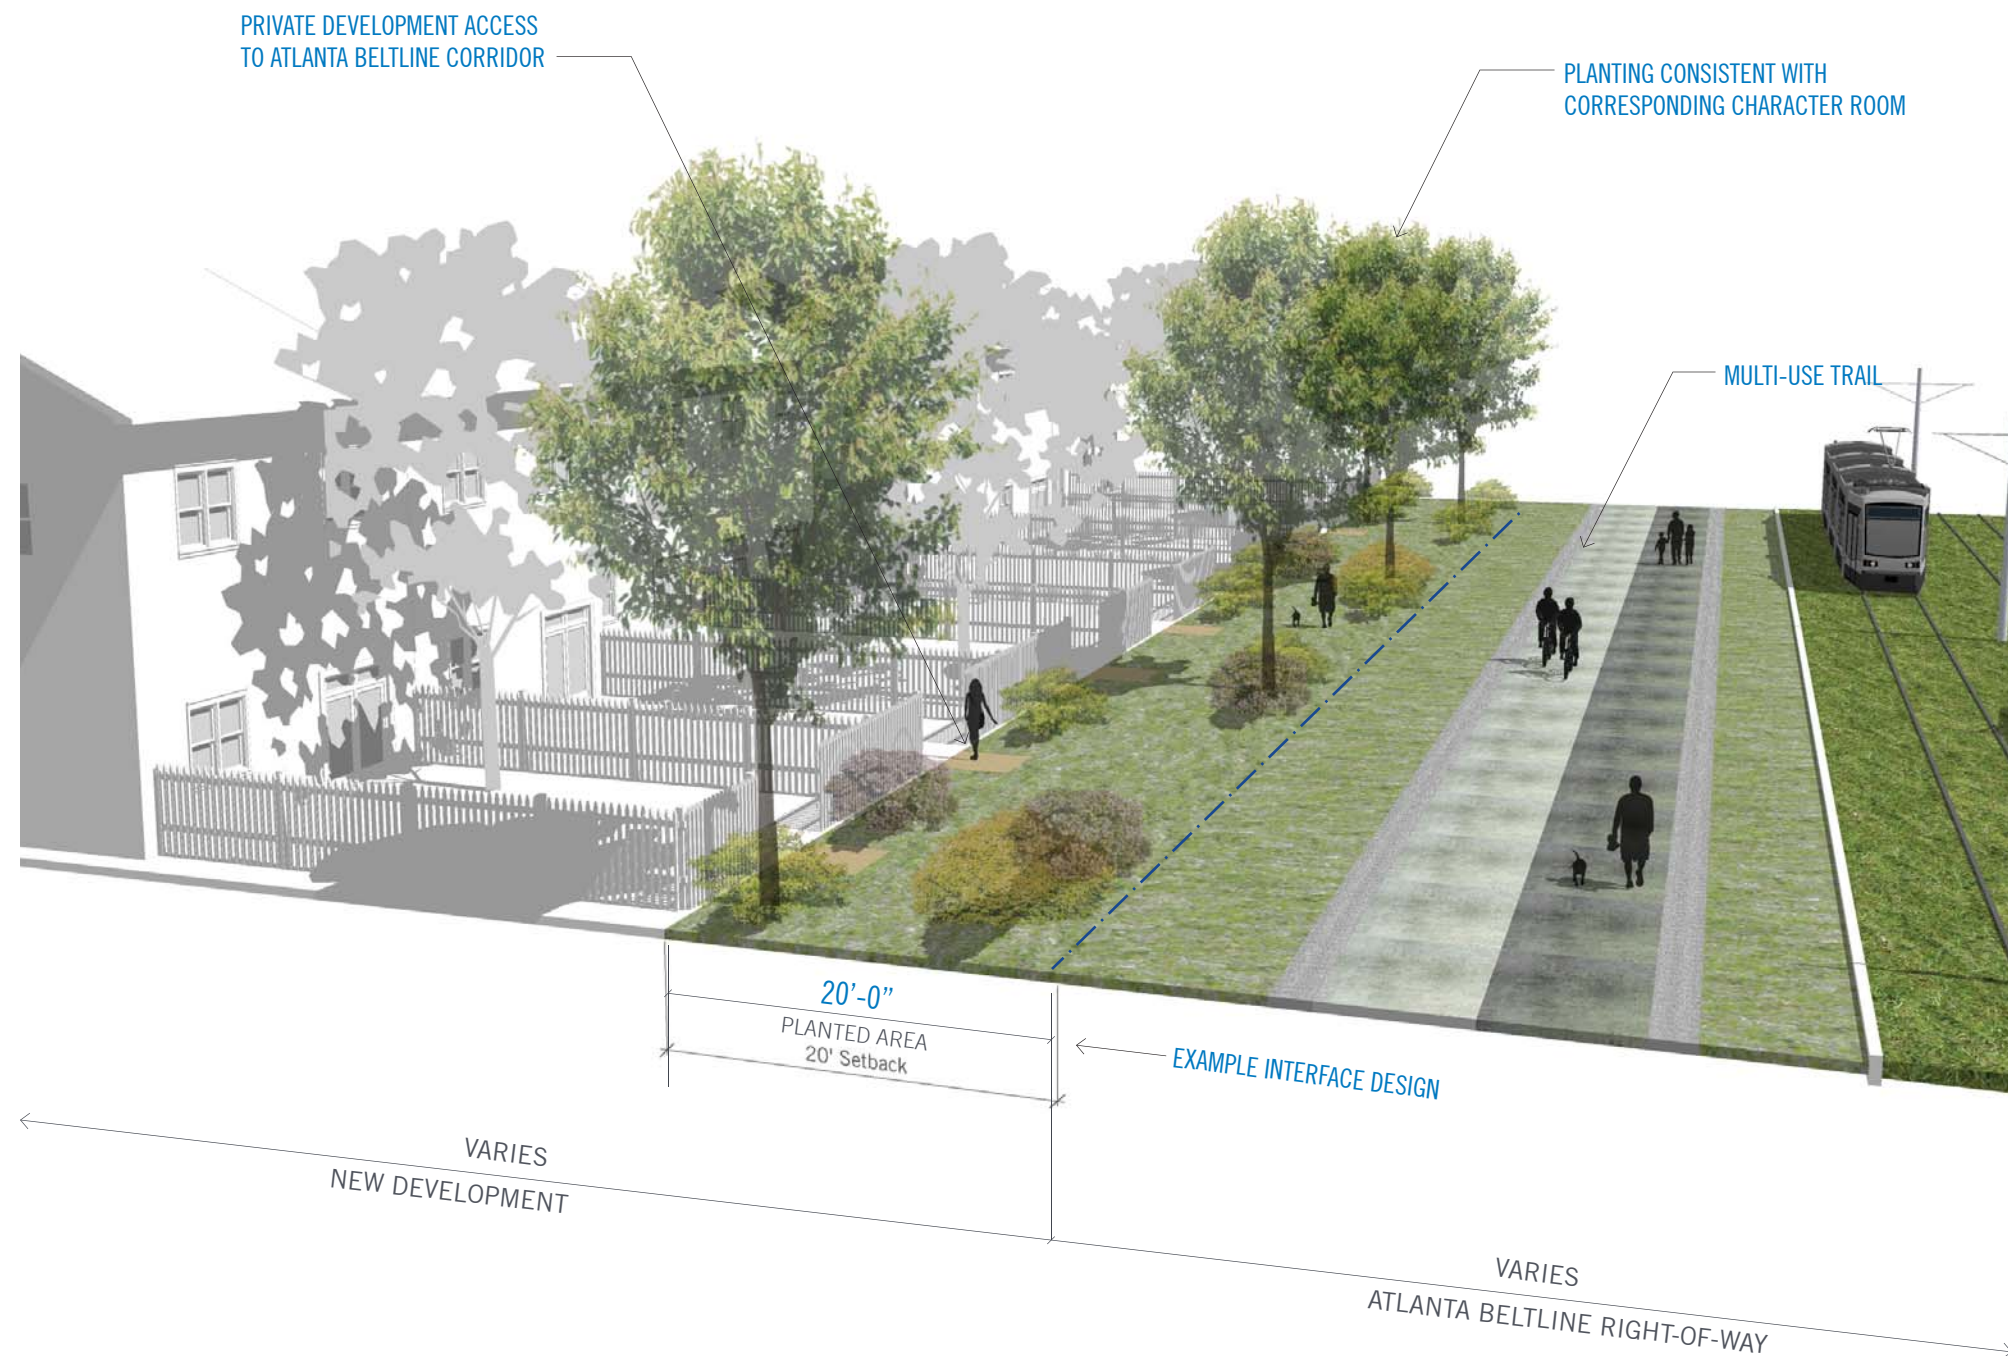 PRIVATE DEVELOPMENT ACCESS
TO ATLANTA BELTLINE CORRIDOR
PLANTING CONSISTENT WITH
CORRESPONDING CHARACTER ROOM
MULTI-USE TRAIL
20’-0”
PLANTED AREA
20' Setback
EXAMPLE INTERFACE DESIGN
VARIES
NEW DEVELOPMENT
VARIES
ATLANTA BELTLINE RIGHT-OF-WAY